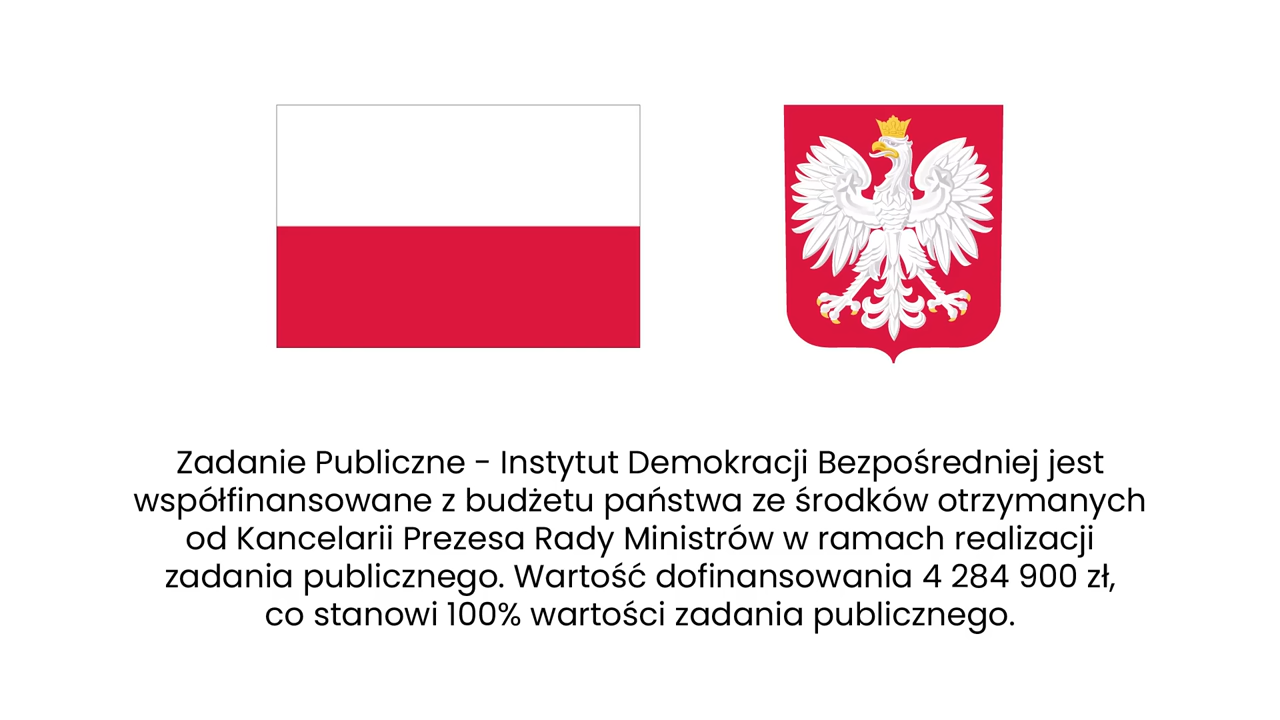 Zadanie Publiczne - Instytut Demokracji Bezpośredniej jest
współfinansowane z budżetu państwa ze środków otrzymanych
od Kancelarii Prezesa Rady Ministrów w ramach realizacji
zadania publicznego. Wartość dofinansowania 4 284 900 zł,
co stanowi 100% wartości zadania publicznego.